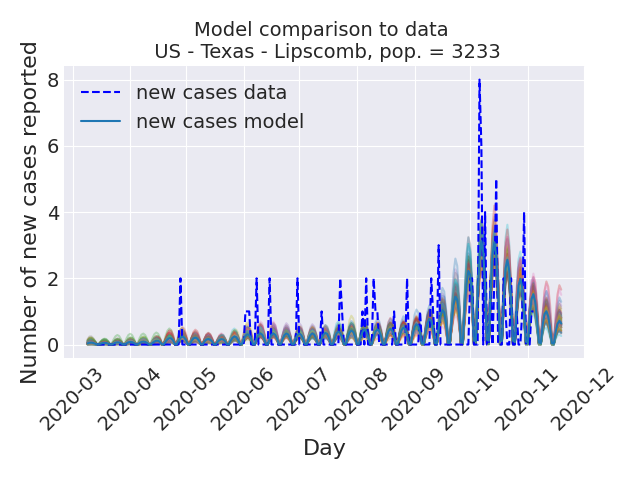 Model comparison to data
US - Texas - Lipscomb, pop. = 3233
Number of new cases reported
8
6
4
2
0
new cases data
new cases model
2020-03
2020-04
2020-05
2020-06
2020-07
2020-08
2020-09
2020-10
2020-11
2020-12
Day